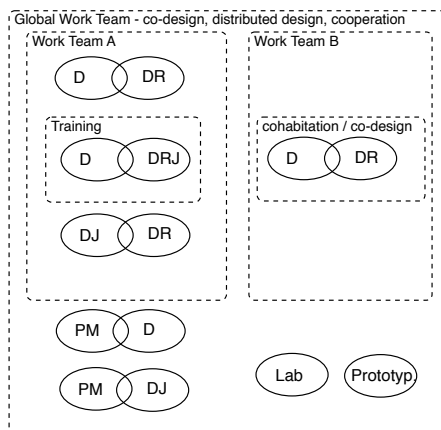 Global Work Team - co-design, distributed design, cooperation
Work Team A
Work Team B
D DR
Training
D DRJ
cohabitation / co-design
D DR
DJ DR
PM D
PM DJ
Lab
Prototyp.